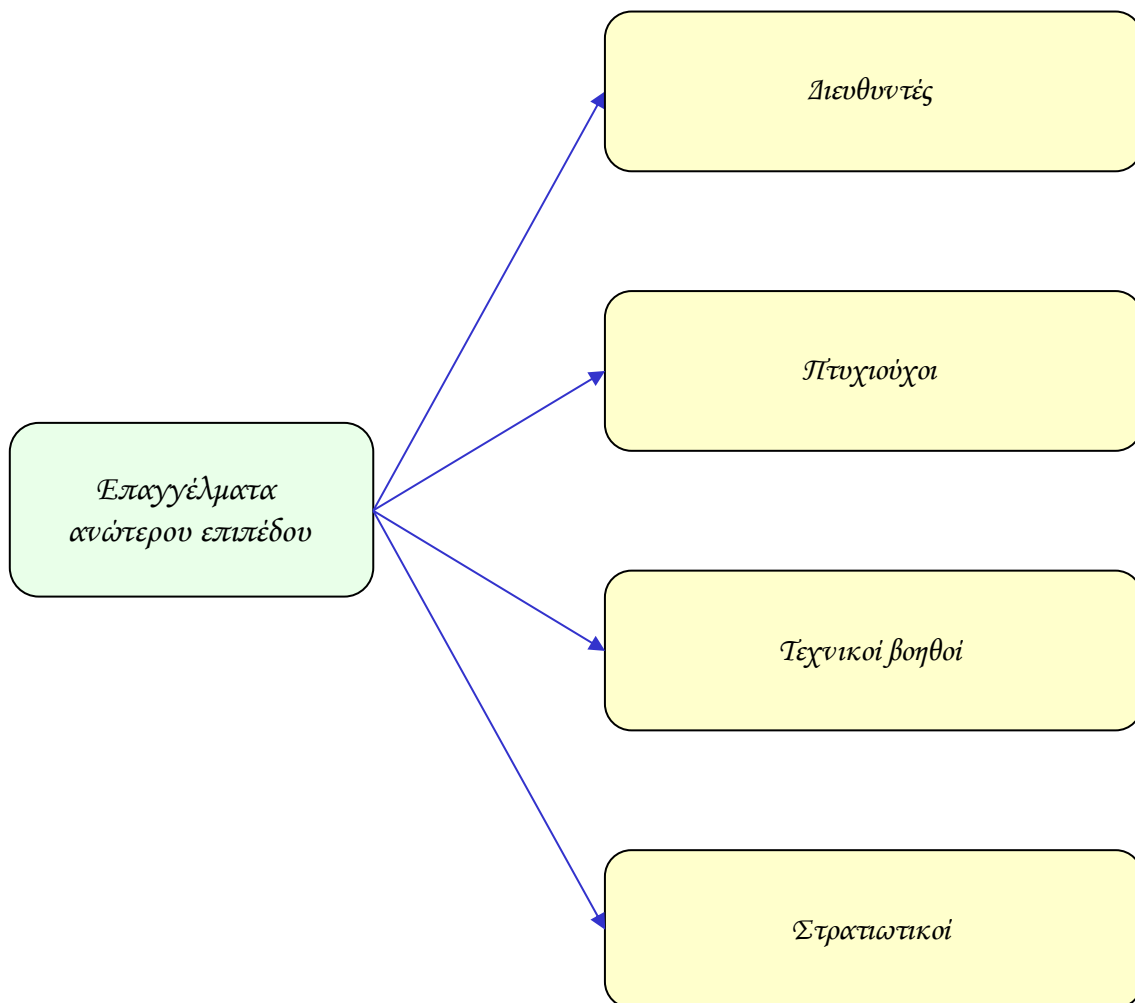 Διευθυντές
Πτυχιούχοι
Επαγγέλματα
ανώτερου επιπέδου
Τεχνικοί βοηθοί
Στρατιωτικοί